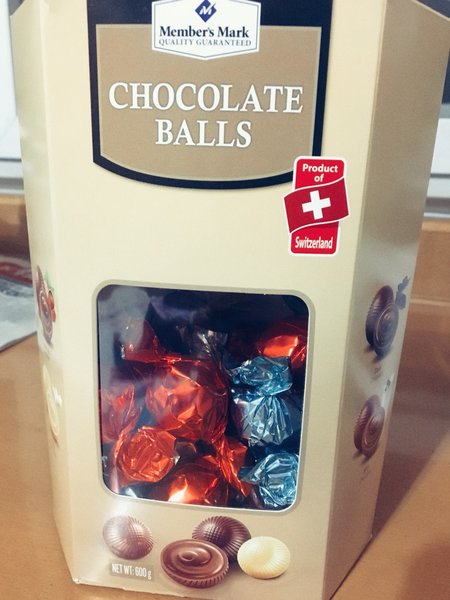 Member's Mark
QUALITY GUARANTEED
CHOCOLATE
BALLS
Product
of
Switzerland
NET WT: 600 g